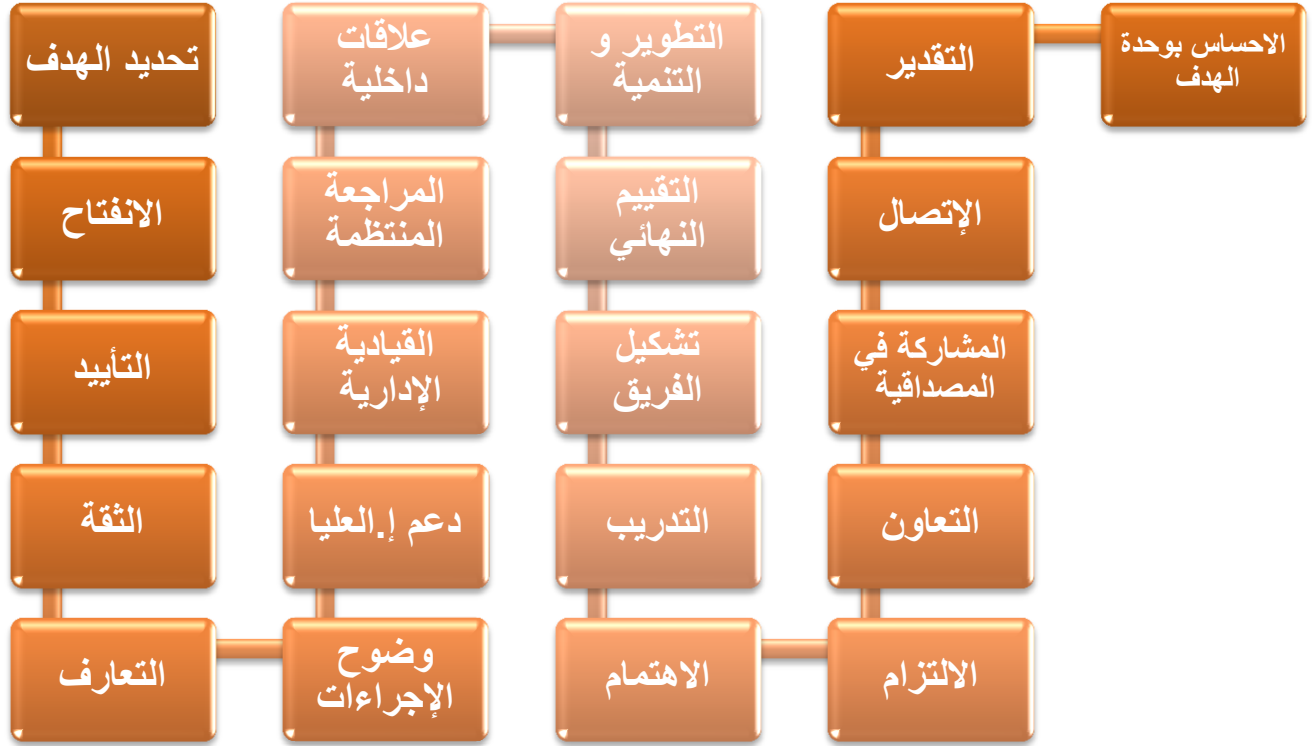 تحديد الهدف
الانفتاح
التأييد
الثقة
التعارف
وضوح
الإجراءات
دعم إ.العليا
القيادية
الإدارية
المراجعة
المنتظمة
علاقات
داخلية
التطوير و
التنمية
التقييم
النهائي
تشكيل
الفريق
التدريب
الاهتمام
الالتزام
التعاون
المشاركة في
المصداقية
الإتصال
التقدير
الاحساس بوحدة
الهدف